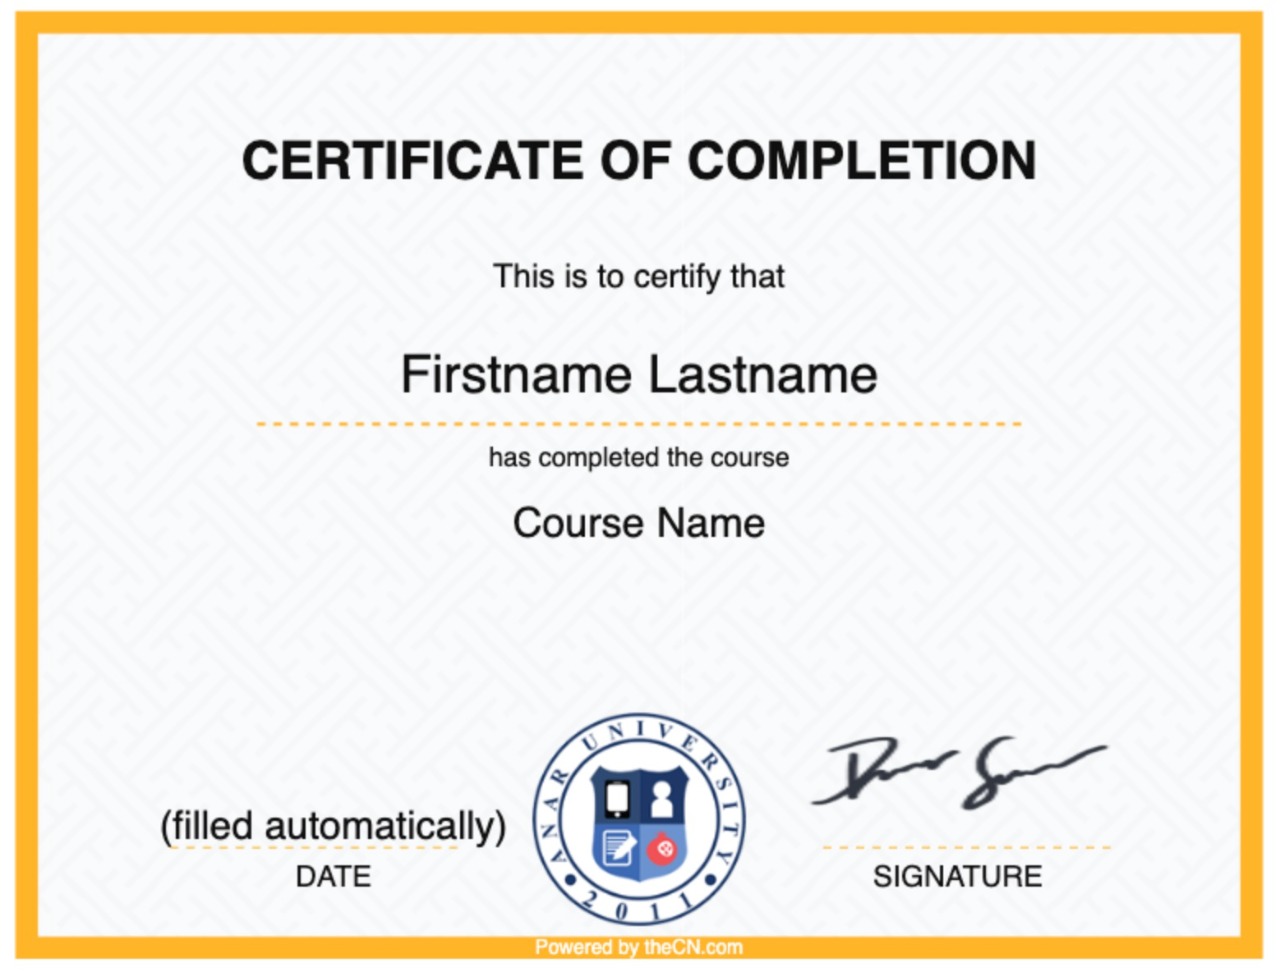 CERTIFICATE OF COMPLETION
This is to certify that
Firstname Lastname
has completed the course
Course Name
(filled automatically)
DATE
ANAR UNIVERSITY
2011
SIGNATURE
Powered by theCN.com